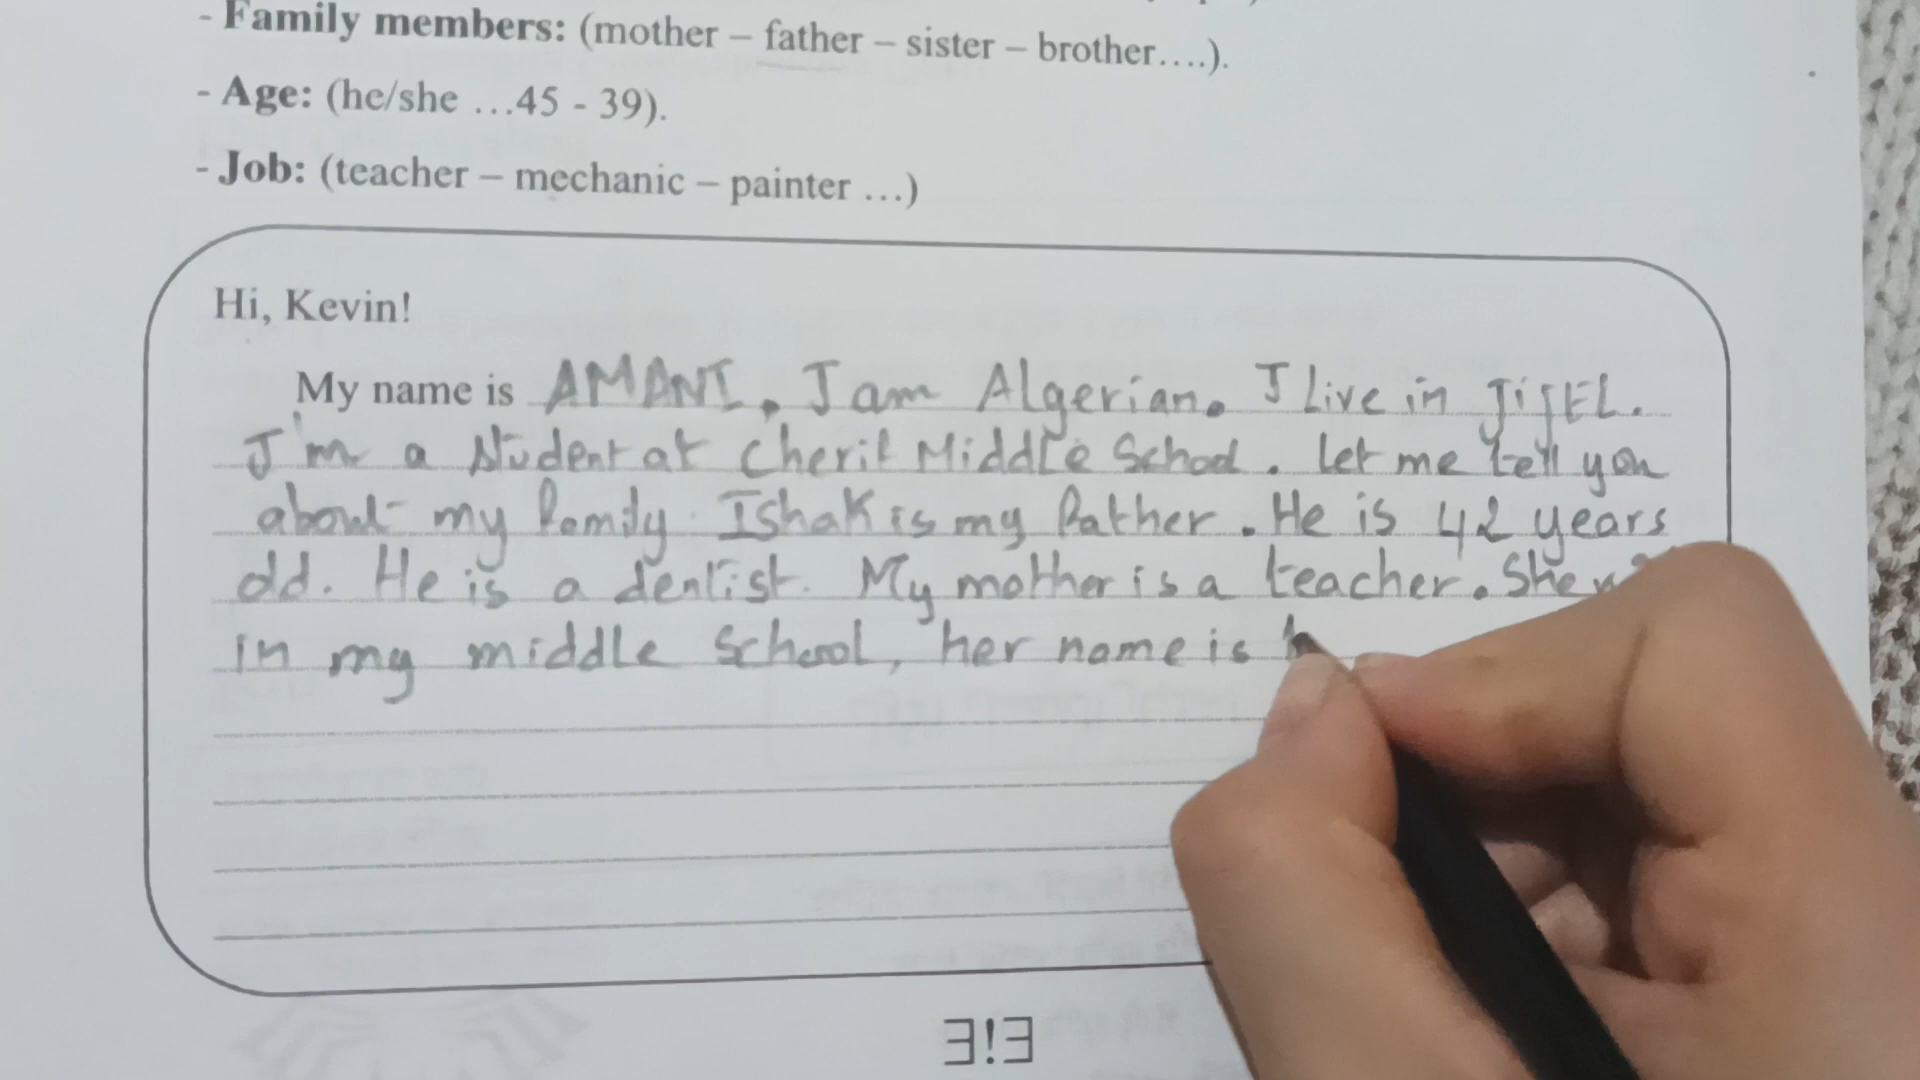 - Family members: (mother – father – sister – brother….).
- Age: (he/she …45 - 39).
- Job: (teacher – mechanic – painter …)
Hi, Kevin!
My name is AMANI. I am Algerian. I Live in JiJEL.
I'm a student at Cherif Middle School. Let me tell you
about my family. Ishak is my father. He is 42 years
old. He is a dentist. My mother is a teacher. She
in my middle school, her name is